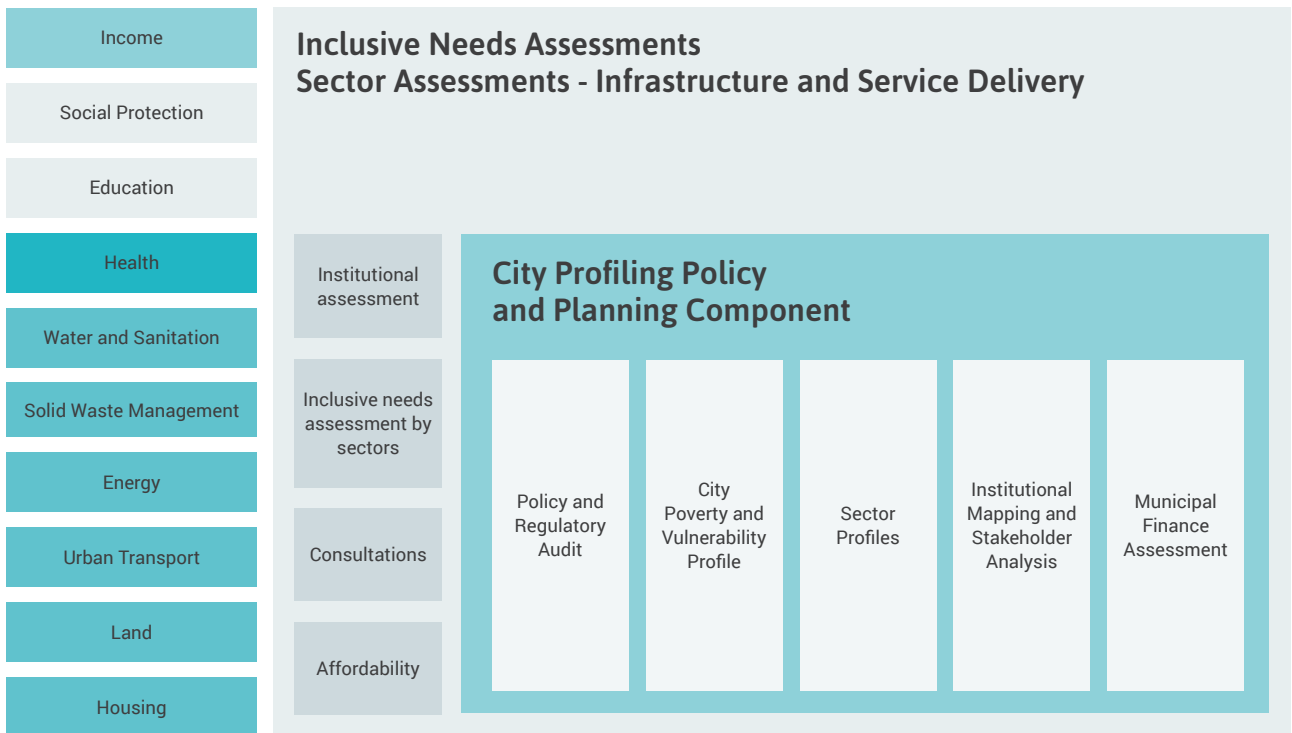 Income
Social Protection
Education
Health
Water and Sanitation
Solid Waste Management
Energy
Urban Transport
Land
Housing
Inclusive Needs Assessments
Sector Assessments - Infrastructure and Service Delivery
Institutional
assessment
Inclusive needs
assessment by
sectors
Consultations
Affordability
City Profiling Policy
and Planning Component
Policy and
Regulatory
Audit
City
Poverty and
Vulnerability
Profile
Sector
Profiles
Institutional
Mapping and
Stakeholder
Analysis
Municipal
Finance
Assessment